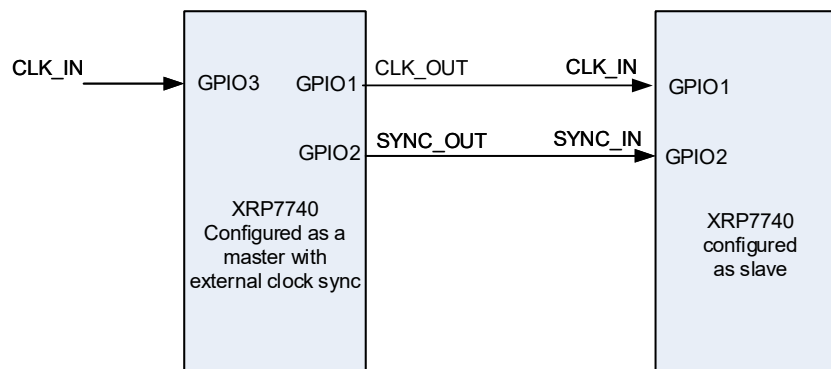 CLK_IN
GPIO3
GPIO1
CLK_OUT
CLK_IN
GPIO1
GPIO2
SYNC_OUT
SYNC_IN
GPIO2
XRP7740
Configured as a
master with
external clock sync
XRP7740
configured
as slave